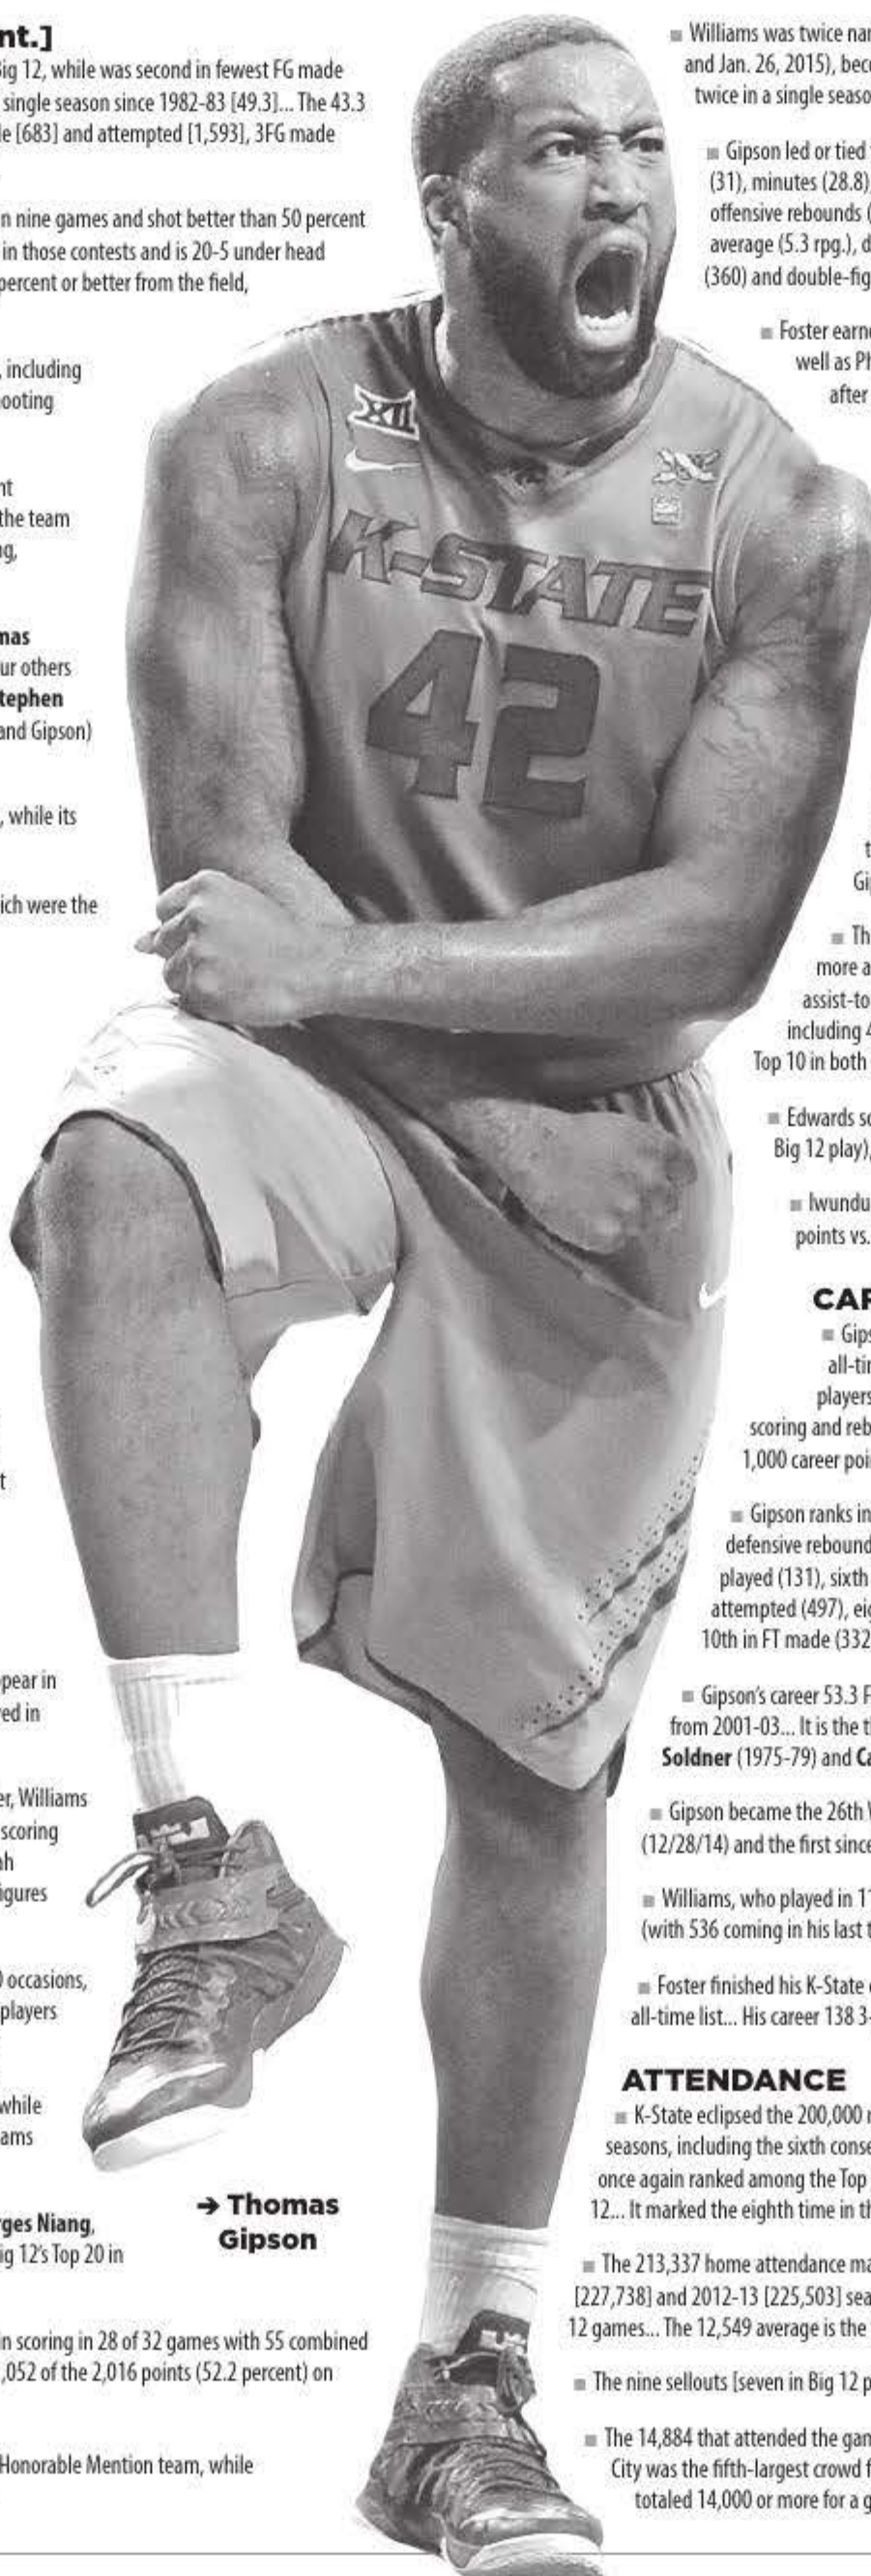 nt.]
ig 12, while was second in fewest FG made
single season since 1982-83 [49.3]... The 43.3
e [683] and attempted [1,593], 3FG made
n nine games and shot better than 50 percent
in those contests and is 20-5 under head
percent or better from the field,
, including
ooting
nt
the team
ng,
mas
ur others
tephen
and Gipson)
, while its
ich were the
t
pear in
ed in
er, Williams
scoring
ah
igures
0 occasions,
players
while
ams
rges Niang,
ig 12's Top 20 in
in scoring in 28 of 32 games with 55 combined
,052 of the 2,016 points (52.2 percent) on
Honorable Mention team, while
XII
K-STATE
42
→ Thomas
Gipson
■ Williams was twice nar
and Jan. 26, 2015), bec
twice in a single seaso
■ Gipson led or tied
(31), minutes (28.8)
offensive rebounds (
average (5.3 rpg.), d
(360) and double-fig
■ Foster earne
well as Ph
after
t
Gi
■ Th
more a
assist-to
including 4
Top 10 in both
■ Edwards sc
Big 12 play),
■ Iwundu
points vs.
CAR
■ Gips
all-ti
players
scoring and reb
1,000 career poi
■ Gipson ranks in
defensive rebound
played (131), sixth
attempted (497), eig
10th in FT made (332
■ Gipson's career 53.3 F
from 2001-03... It is the t
Soldner (1975-79) and Ca
■ Gipson became the 26th
(12/28/14) and the first since
■ Williams, who played in 11
(with 536 coming in his last t
■ Foster finished his K-State
all-time list... His career 138 3-
ATTENDANCE
■ K-State eclipsed the 200,000
seasons, including the sixth conse
once again ranked among the Top
12... It marked the eighth time in th
■ The 213,337 home attendance ma
[227,738] and 2012-13 [225,503] sea
12 games... The 12,549 average is the
■ The nine sellouts [seven in Big 12 p
■ The 14,884 that attended the gan
City was the fifth-largest crowd f
totaled 14,000 or more for a g